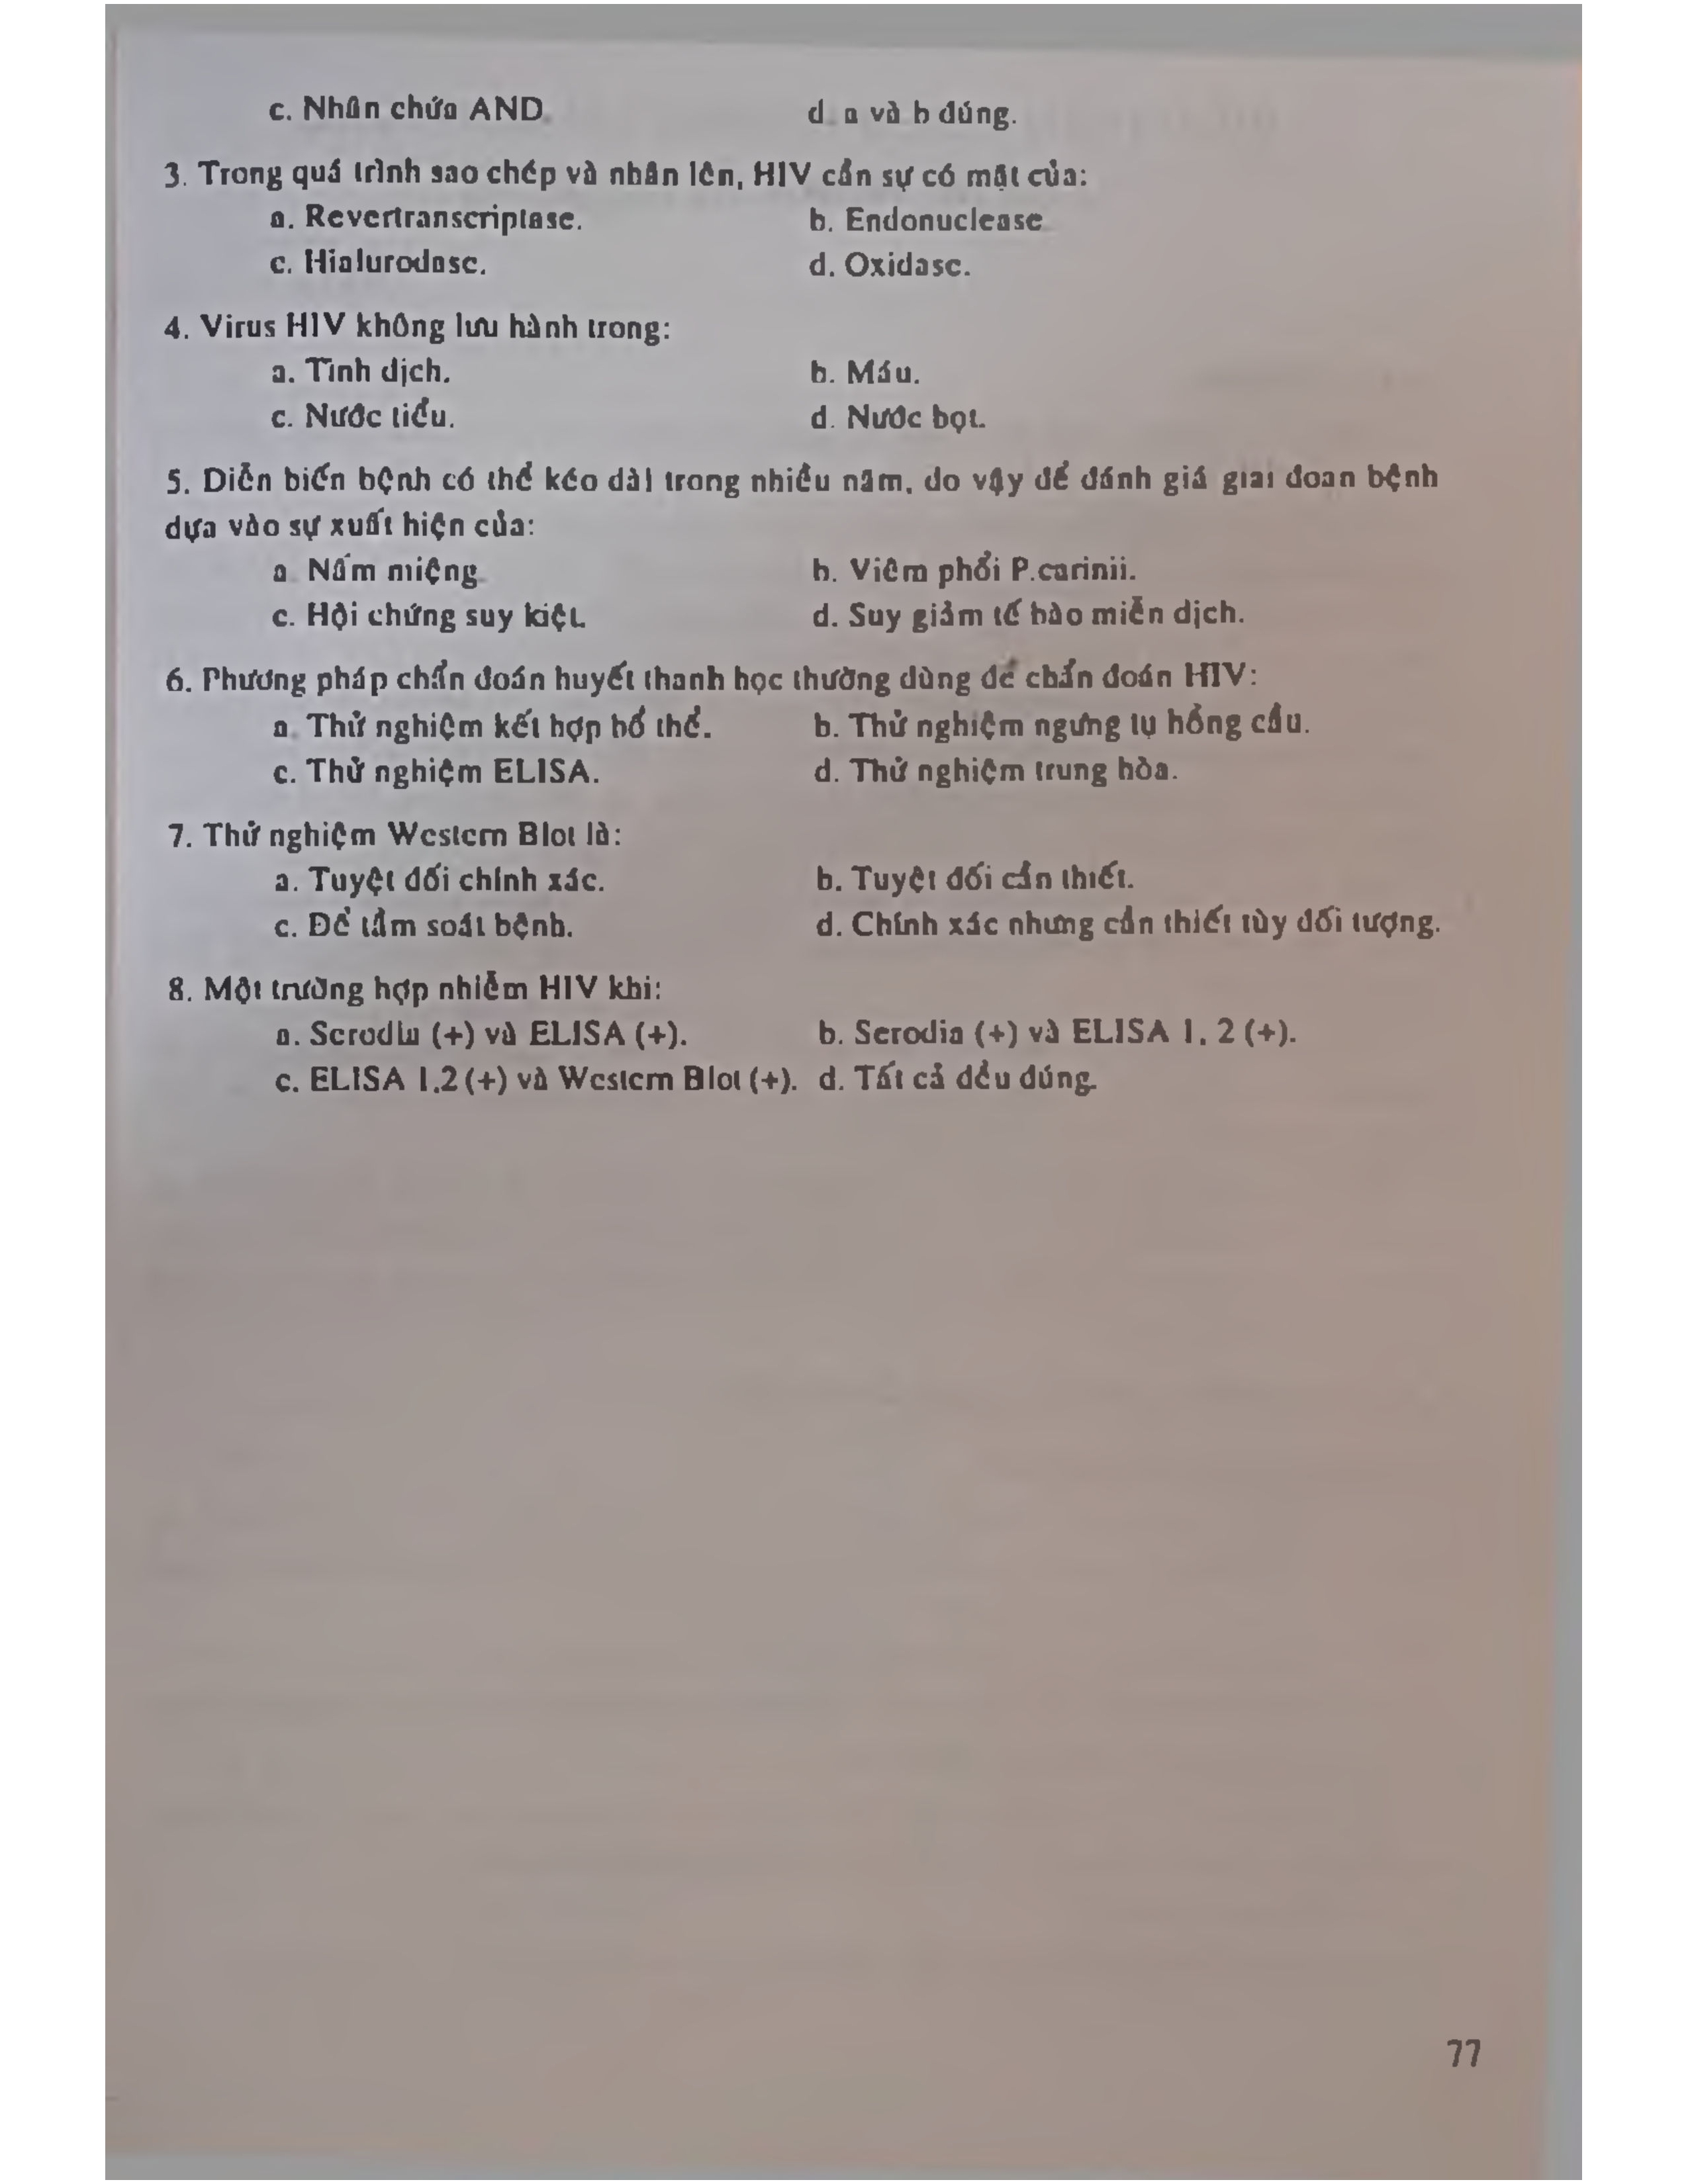 c. Nhân chứa AND.
d. a và b đúng.
3. Trong quá trình sao chép và nhân lên, HIV cần sự có mặt của:
a. Revertranscriptase.
b. Endonuclease
c. Hialurodase.
d. Oxidase.
4. Virus HIV không lưu hành trong:
a. Tinh dịch.
b. Máu.
c. Nước tiểu.
d. Nước bọt.
5. Diễn biến bệnh có thể kéo dài trong nhiều năm, do vậy để đánh giá giai đoạn bệnh
dựa vào sự xuất hiện của:
a. Nấm miệng
b. Viêm phổi P.carinii.
c. Hội chứng suy kiệt.
d. Suy giảm tế bào miễn dịch.
6. Phương pháp chẩn đoán huyết thanh học thường dùng để chẩn đoán HIV:
a. Thử nghiệm kết hợp bổ thể.
b. Thử nghiệm ngưng tụ hồng cầu.
c. Thử nghiệm ELISA.
d. Thử nghiệm trung hòa.
7. Thử nghiệm Western Blot là:
a. Tuyệt đối chính xác.
b. Tuyệt đối cần thiết.
c. Để tầm soát bệnh.
d. Chính xác nhưng cần thiết tùy đối tượng.
8. Một trường hợp nhiễm HIV khi:
a. Serodia (+) và ELISA (+).
b. Serodia (+) và ELISA 1, 2 (+).
c. ELISA 1,2 (+) và Western Blot (+).
d. Tất cả đều đúng.
77